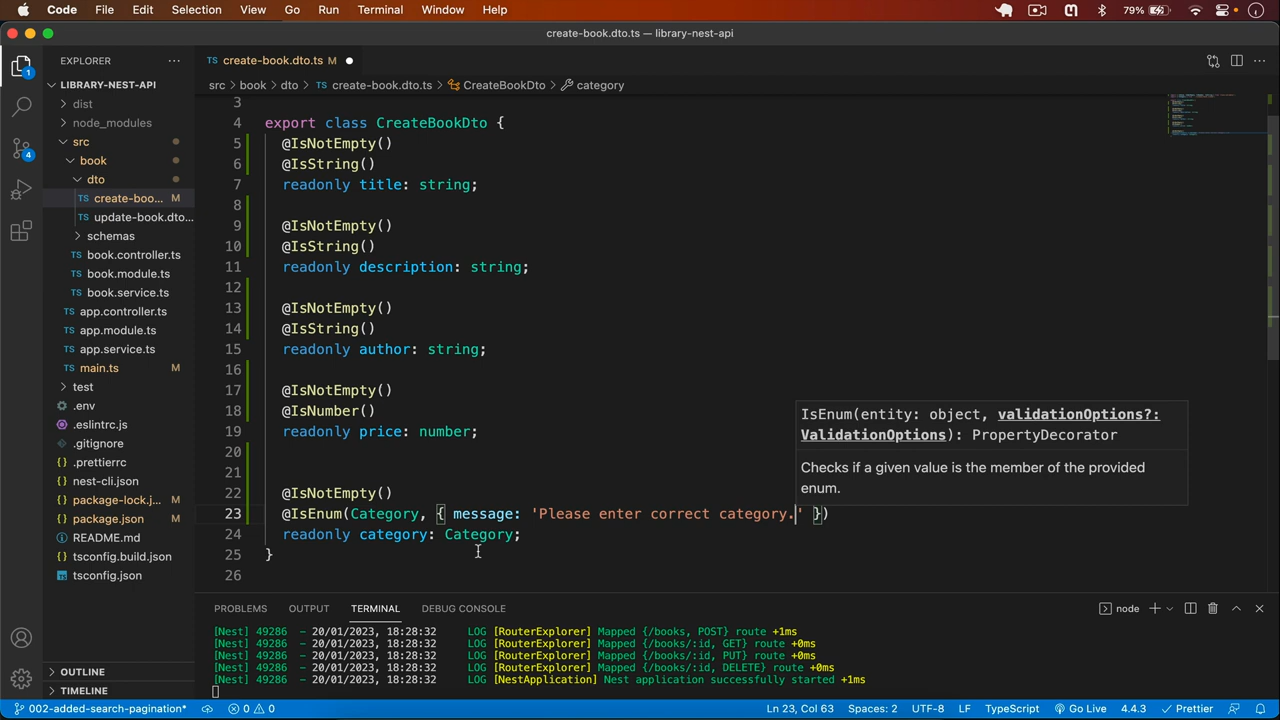 Code File Edit Selection View Go Run Terminal Window Help 79%
create-book.dto.ts — library-nest-api
EXPLORER
LIBRARY-NEST-API
dist
node_modules
src
book
dto
TS create-boo... M
TS update-book.dto...
schemas
TS book.controller.ts
TS book.module.ts
TS book.service.ts
TS app.controller.ts
TS app.module.ts
TS app.service.ts
TS main.ts M
test
.env
.eslintrc.js
.gitignore
{} .prettierrc
{} nest-cli.json
{} package-lock.j... M
{} package.json M
README.md
{} tsconfig.build.json
tsconfig.json
OUTLINE
TIMELINE
1
4
TS create-book.dto.ts M
src > book > dto > TS create-book.dto.ts > CreateBookDto > category
3
4 export class CreateBookDto {
5 @IsNotEmpty()
6 @IsString()
7 readonly title: string;
8
9 @IsNotEmpty()
10 @IsString()
11 readonly description: string;
12
13 @IsNotEmpty()
14 @IsString()
15 readonly author: string;
16
17 @IsNotEmpty()
18 @IsNumber()
19 readonly price: number;
20
21
22 @IsNotEmpty()
23 @IsEnum(Category, { message: 'Please enter correct category.' })
24 readonly category: Category;
25 }
26
IsEnum(entity: object, validationOptions?:
ValidationOptions): PropertyDecorator
Checks if a given value is the member of the provided
enum.
PROBLEMS OUTPUT TERMINAL DEBUG CONSOLE node
[Nest] 49286 - 20/01/2023, 18:28:32 LOG [RouterExplorer] Mapped {/books, POST} route +1ms
[Nest] 49286 - 20/01/2023, 18:28:32 LOG [RouterExplorer] Mapped {/books/:id, GET} route +0ms
[Nest] 49286 - 20/01/2023, 18:28:32 LOG [RouterExplorer] Mapped {/books/:id, PUT} route +0ms
[Nest] 49286 - 20/01/2023, 18:28:32 LOG [RouterExplorer] Mapped {/books/:id, DELETE} route +0ms
[Nest] 49286 - 20/01/2023, 18:28:32 LOG [NestApplication] Nest application successfully started +1ms
002-added-search-pagination* 0 0 Ln 23, Col 63 Spaces: 2 UTF-8 LF TypeScript Go Live 4.4.3 Prettier